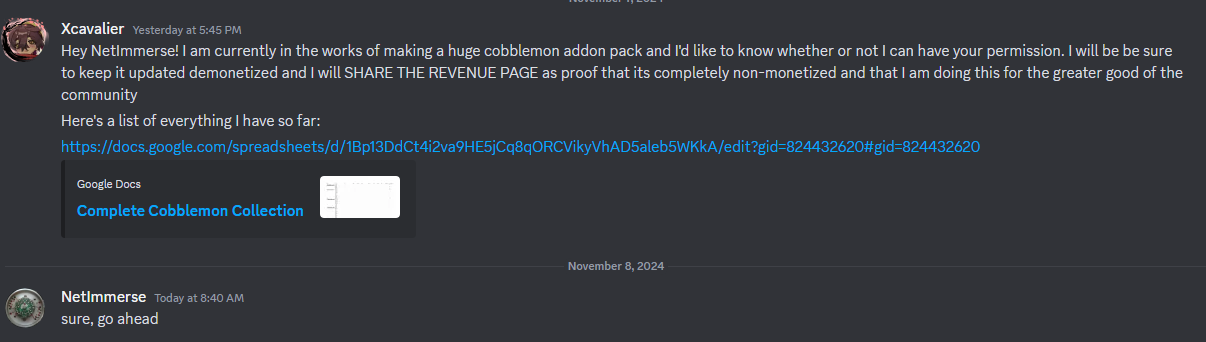 Xcavalier Yesterday at 5:45 PM
Hey NetImmerse! I am currently in the works of making a huge cobblemon addon pack and I'd like to know whether or not I can have your permission. I will be be sure
to keep it updated demonetized and I will SHARE THE REVENUE PAGE as proof that its completely non-monetized and that I am doing this for the greater good of the
community
Here's a list of everything I have so far:
https://docs.google.com/spreadsheets/d/1Bp13DdCt4i2va9HE5jCq8qORCVikyVhAD5aleb5WKkA/edit?gid=824432620#gid=824432620
Google Docs
Complete Cobblemon Collection
November 8, 2024
NetImmerse Today at 8:40 AM
sure, go ahead